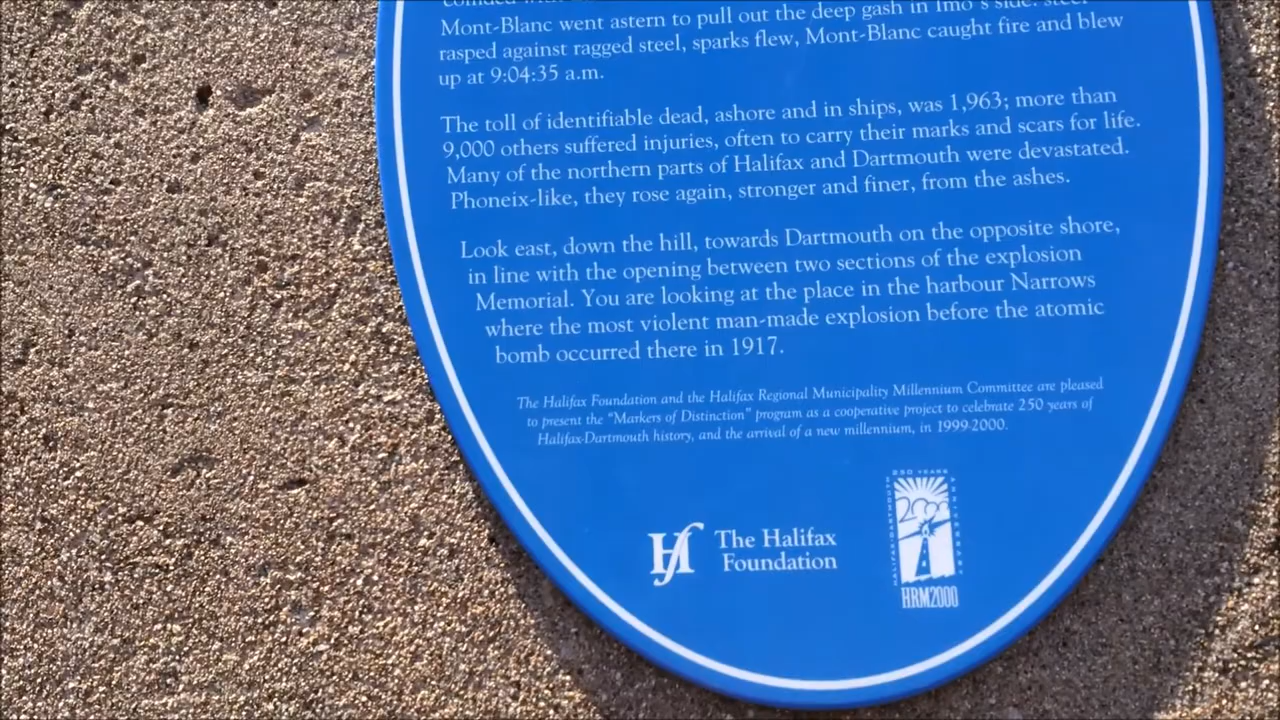 collided with
Mont-Blanc went astern to pull out the deep gash in Imo's side. Steel
rasped against ragged steel, sparks flew, Mont-Blanc caught fire and blew
up at 9:04:35 a.m.
The toll of identifiable dead, ashore and in ships, was 1,963; more than
9,000 others suffered injuries, often to carry their marks and scars for life.
Many of the northern parts of Halifax and Dartmouth were devastated.
Phoneix-like, they rose again, stronger and finer, from the ashes.
Look east, down the hill, towards Dartmouth on the opposite shore,
in line with the opening between two sections of the explosion
Memorial. You are looking at the place in the harbour Narrows
where the most violent man-made explosion before the atomic
bomb occurred there in 1917.
The Halifax Foundation and the Halifax Regional Municipality Millennium Committee are pleased
to present the "Markers of Distinction" program as a cooperative project to celebrate 250 years of
Halifax-Dartmouth history, and the arrival of a new millennium, in 1999-2000.
Hf The Halifax
Foundation
250 YEARS
HALIFAX-DARTMOUTH
ANNIVERSARY
2000
HRM2000